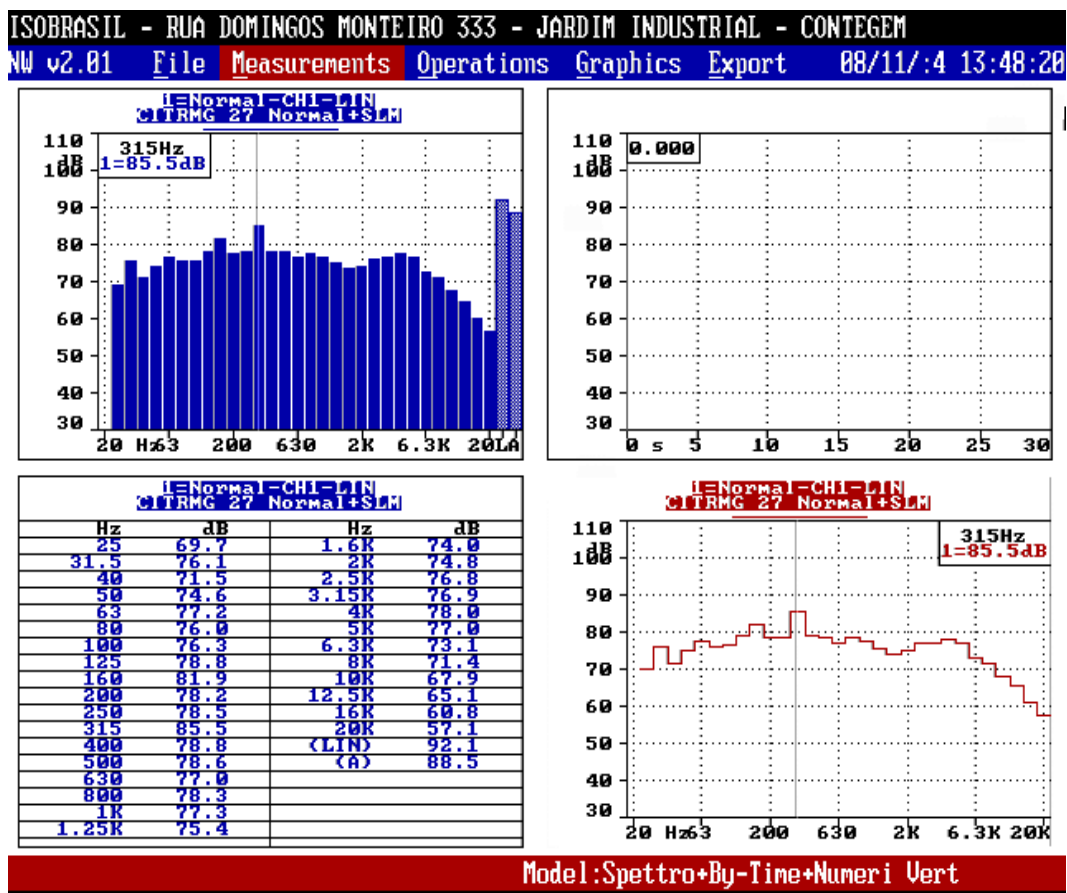 ISOBRASIL - RUA DOMINGOS MONTEIRO 333 - JARDIM INDUSTRIAL - CONTEGEM
NW v2.01 File Measurements Operations Graphics Export 08/11/:4 13:48:20
1=Normal-CH1-LIN
CITRMG 27 Normal+SLM
315Hz
1=85.5dB
110
dB
100
90
80
70
60
50
40
30
20 Hz 63 200 630 2K 6.3K 20 LA
0.000
110
dB
100
90
80
70
60
50
40
30
0 s 5 10 15 20 25 30
1=Normal-CH1-LIN
CITRMG 27 Normal+SLM
Hz dB Hz dB
25 69.7 1.6K 74.0
31.5 76.1 2K 74.8
40 71.5 2.5K 76.8
50 74.6 3.15K 76.9
63 77.2 4K 78.0
80 76.0 5K 77.0
100 76.3 6.3K 73.1
125 78.8 8K 71.4
160 81.9 10K 67.9
200 78.2 12.5K 65.1
250 78.5 16K 60.8
315 85.5 20K 57.1
400 78.8 (LIN) 92.1
500 78.6 (A) 88.5
630 77.0
800 78.3
1K 77.3
1.25K 75.4
1=Normal-CH1-LIN
CITRMG 27 Normal+SLM
315Hz
1=85.5dB
110
dB
100
90
80
70
60
50
40
30
20 Hz 63 200 630 2K 6.3K 20K
Model:Spettro+By-Time+Numeri Vert